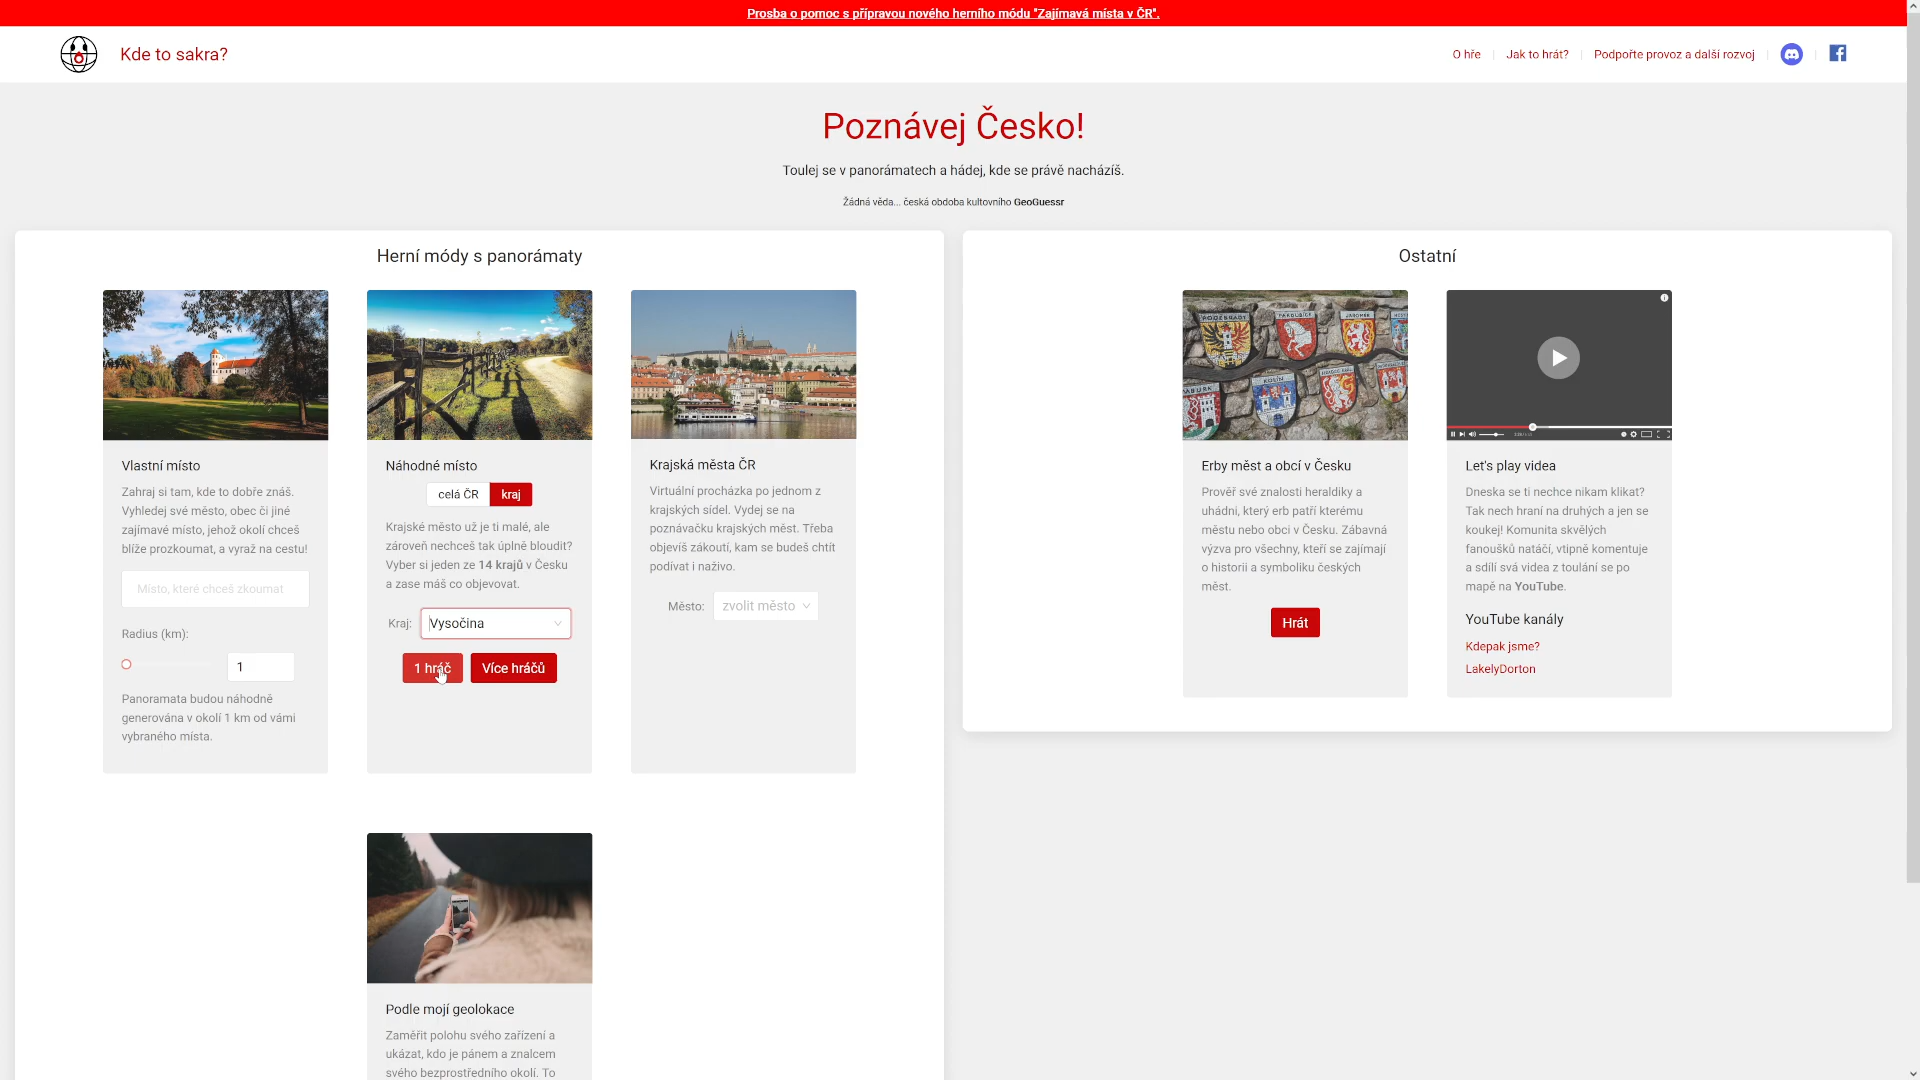 Prosba o pomoc s přípravou nového herního módu "Zajímavá místa v ČR".
Kde to sakra?
O hře
Jak to hrát?
Podpořte provoz a další rozvoj
Poznávej Česko!
Toulej se v panorámatech a hádej, kde se právě nacházíš.
Žádná věda... česká obdoba kultovního GeoGuessr
Herní módy s panorámaty
Vlastní místo
Zahraj si tam, kde to dobře znáš.
Vyhledej své město, obec či jiné
zajímavé místo, jehož okolí chceš
blíže prozkoumat, a vyraž na cestu!
Místo, které chceš zkoumat
Radius (km):
1
Panoramata budou náhodně
generována v okolí 1 km od vámi
vybraného místa.
Náhodné místo
celá ČR
kraj
Krajské město už je ti malé, ale
zároveň nechceš tak úplně bloudit?
Vyber si jeden ze 14 krajů v Česku
a zase máš co objevovat.
Kraj:
Vysočina
1 hráč
Více hráčů
Krajská města ČR
Virtuální procházka po jednom z
krajských sídel. Vydej se na
poznávačku krajských měst. Třeba
objevíš zákoutí, kam se budeš chtít
podívat i naživo.
Město:
zvolit město
Podle mojí geolokace
Zaměřit polohu svého zařízení a
ukázat, kdo je pánem a znalcem
svého bezprostředního okolí. To
Ostatní
PODĚBRADY
PARDUBICE
JAROMĚŘ
KOLÍN
Erby měst a obcí v Česku
Prověř své znalosti heraldiky a
uhádni, který erb patří kterému
městu nebo obci v Česku. Zábavná
výzva pro všechny, kteří se zajímají
o historii a symboliku českých
měst.
Hrát
Let's play videa
Dneska se ti nechce nikam klikat?
Tak nech hraní na druhých a jen se
koukej! Komunita skvělých
fanoušků natáčí, vtipně komentuje
a sdílí svá videa z toulání se po
mapě na YouTube.
YouTube kanály
Kdepak jsme?
LakelyDorton